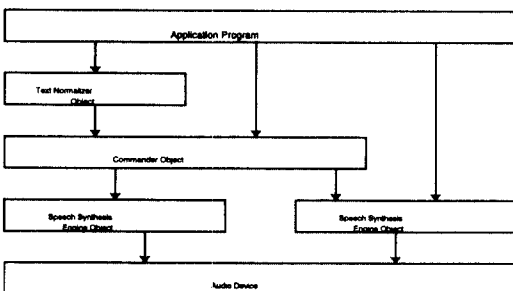 Application Program
Text Normalizer
Object
Commander Object
Speech Synthesis
Engine Object
Speech Synthesis
Engine Object
Audio Device